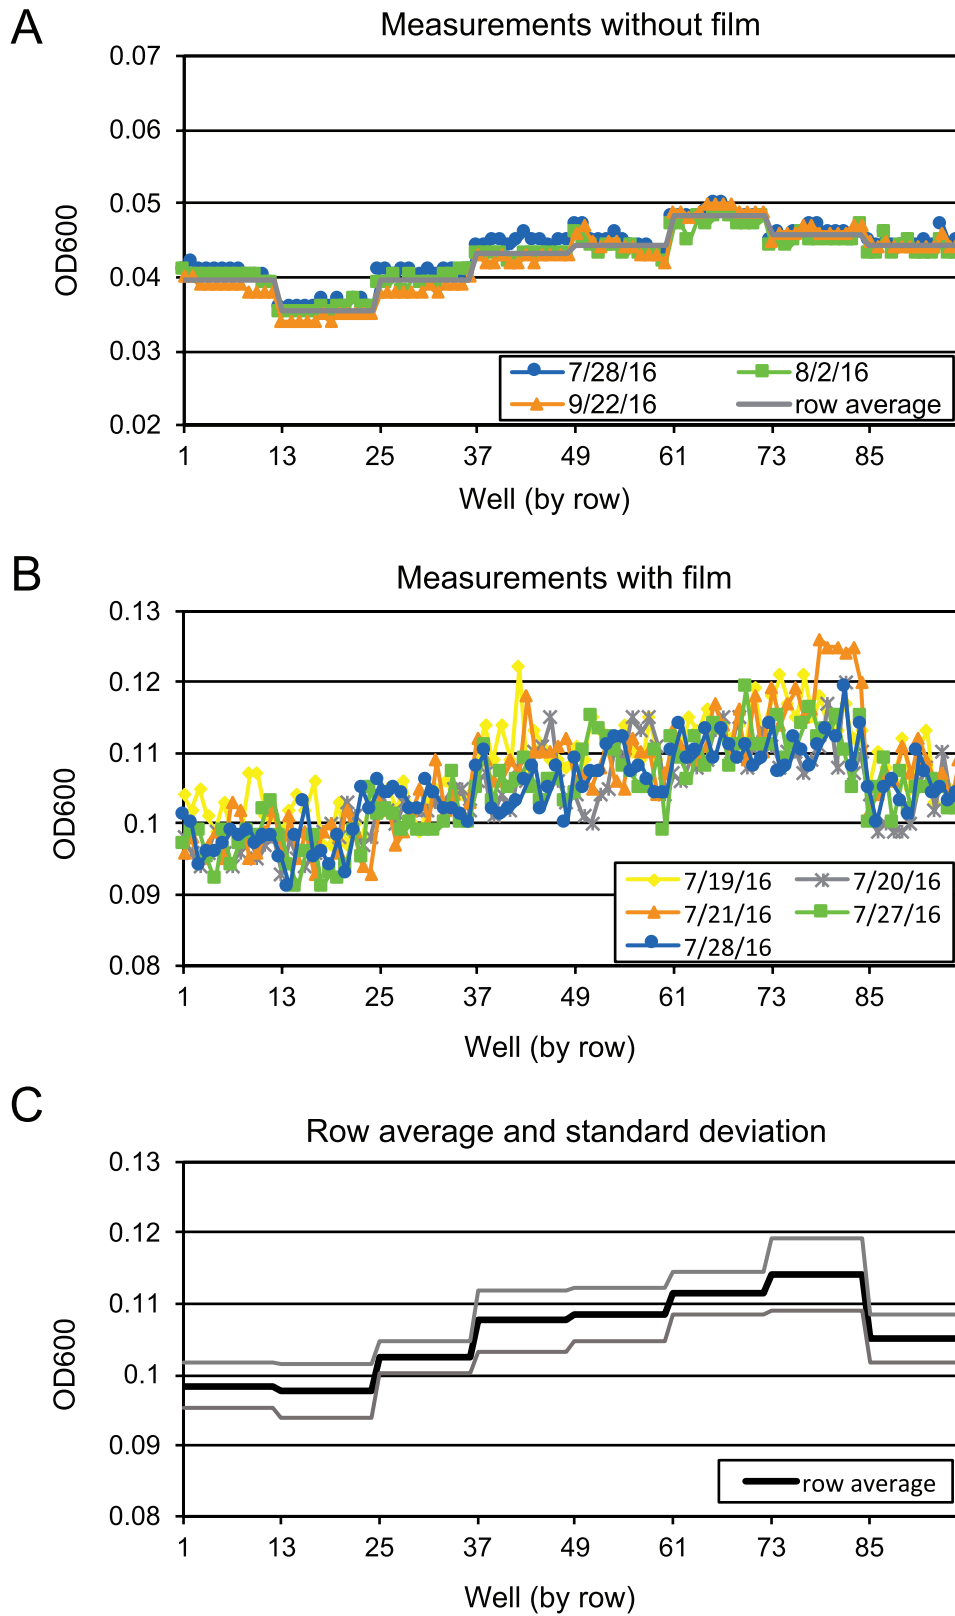 A
Measurements without film
0.07
0.06
0.05
0.04
0.03
0.02
OD600
7/28/16
8/2/16
9/22/16
row average
1 13 25 37 49 61 73 85
Well (by row)
B
Measurements with film
0.13
0.12
0.11
0.1
0.09
0.08
OD600
7/19/16
7/20/16
7/21/16
7/27/16
7/28/16
1 13 25 37 49 61 73 85
Well (by row)
C
Row average and standard deviation
0.13
0.12
0.11
0.1
0.09
0.08
OD600
row average
1 13 25 37 49 61 73 85
Well (by row)